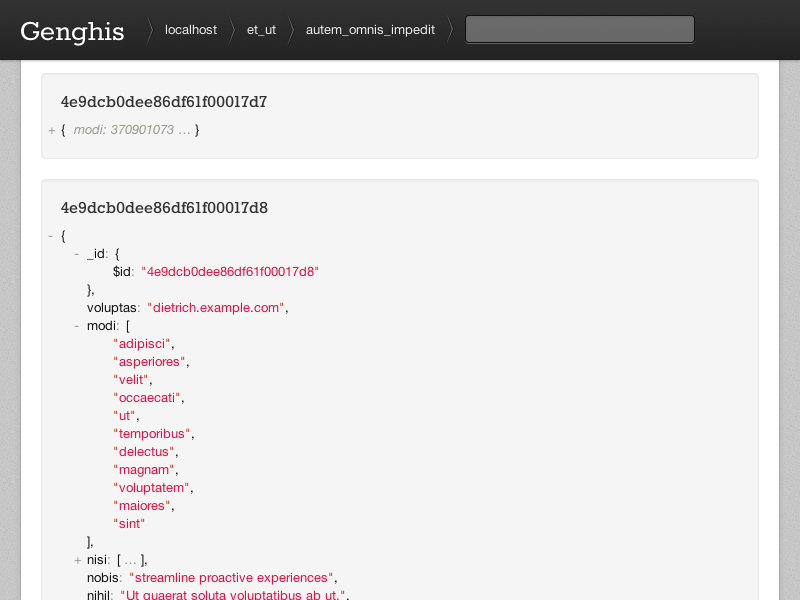 Genghis localhost et_ut autem_omnis_impedit
4e9dcb0dee86df61f00017d7
+ { modi: 370901073 … }
4e9dcb0dee86df61f00017d8
- {
- _id: {
$id: "4e9dcb0dee86df61f00017d8"
},
voluptas: "dietrich.example.com",
- modi: [
"adipisci",
"asperiores",
"velit",
"occaecati",
"ut",
"temporibus",
"delectus",
"magnam",
"voluptatem",
"maiores",
"sint"
],
+ nisi: [ … ],
nobis: "streamline proactive experiences",
nihil: "Ut quaerat soluta voluptatibus ab ut.",